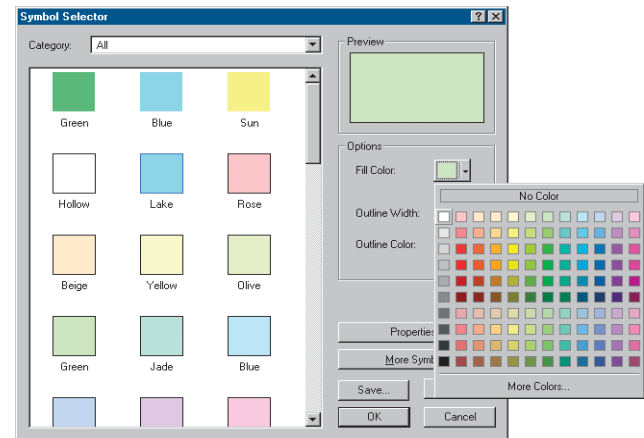 Symbol Selector
Category: All
Preview
Green Blue Sun
Options
Fill Color:
No Color
Hollow Lake Rose
Outline Width:
Outline Color:
Beige Yellow Olive
Properties
More Symb
Green Jade Blue
More Colors...
Save...
OK Cancel